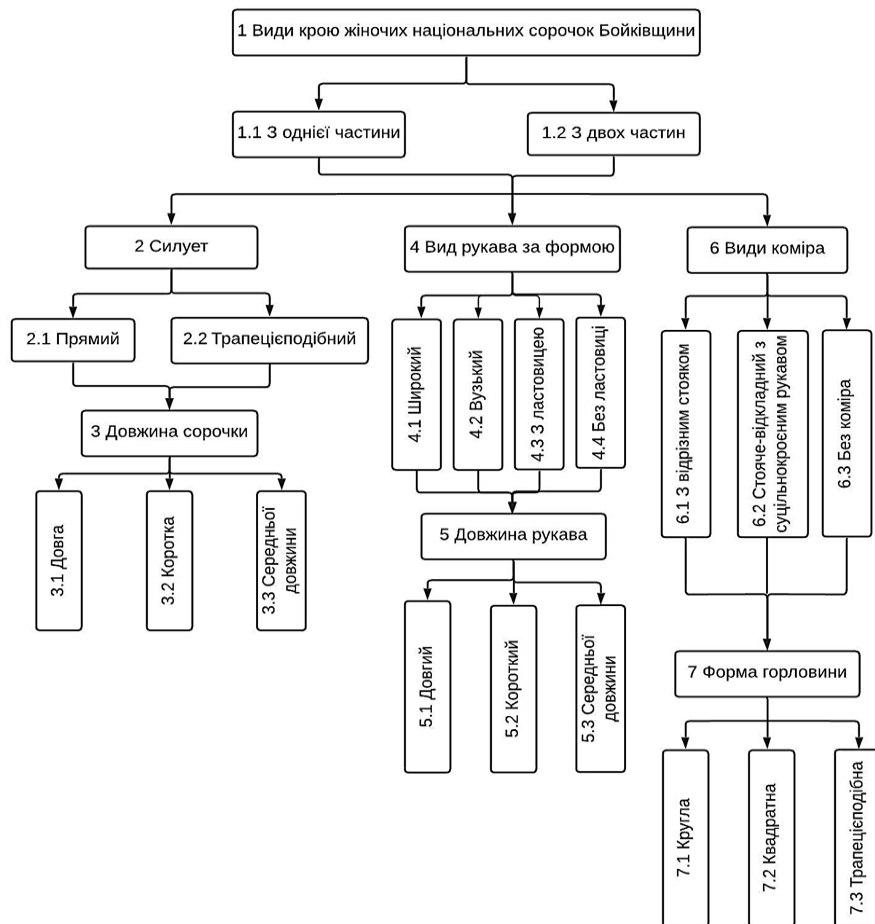 1 Види крою жіночих національних сорочок Бойківщини
1.1 З однієї частини
1.2 З двох частин
2 Силует
4 Вид рукава за формою
6 Види коміра
2.1 Прямий
2.2 Трапецієподібний
4.1 Широкий
4.2 Вузький
4.3 З ластовицею
4.4 Без ластовиці
6.1 З відрізним стояком
6.2 Стояче-відкладний з
суцільнокроєним рукавом
6.3 Без коміра
3 Довжина сорочки
3.1 Довга
3.2 Коротка
3.3 Середньої
довжини
5 Довжина рукава
5.1 Довгий
5.2 Короткий
5.3 Середньої
довжини
7 Форма горловини
7.1 Кругла
7.2 Квадратна
7.3 Трапецієподібна